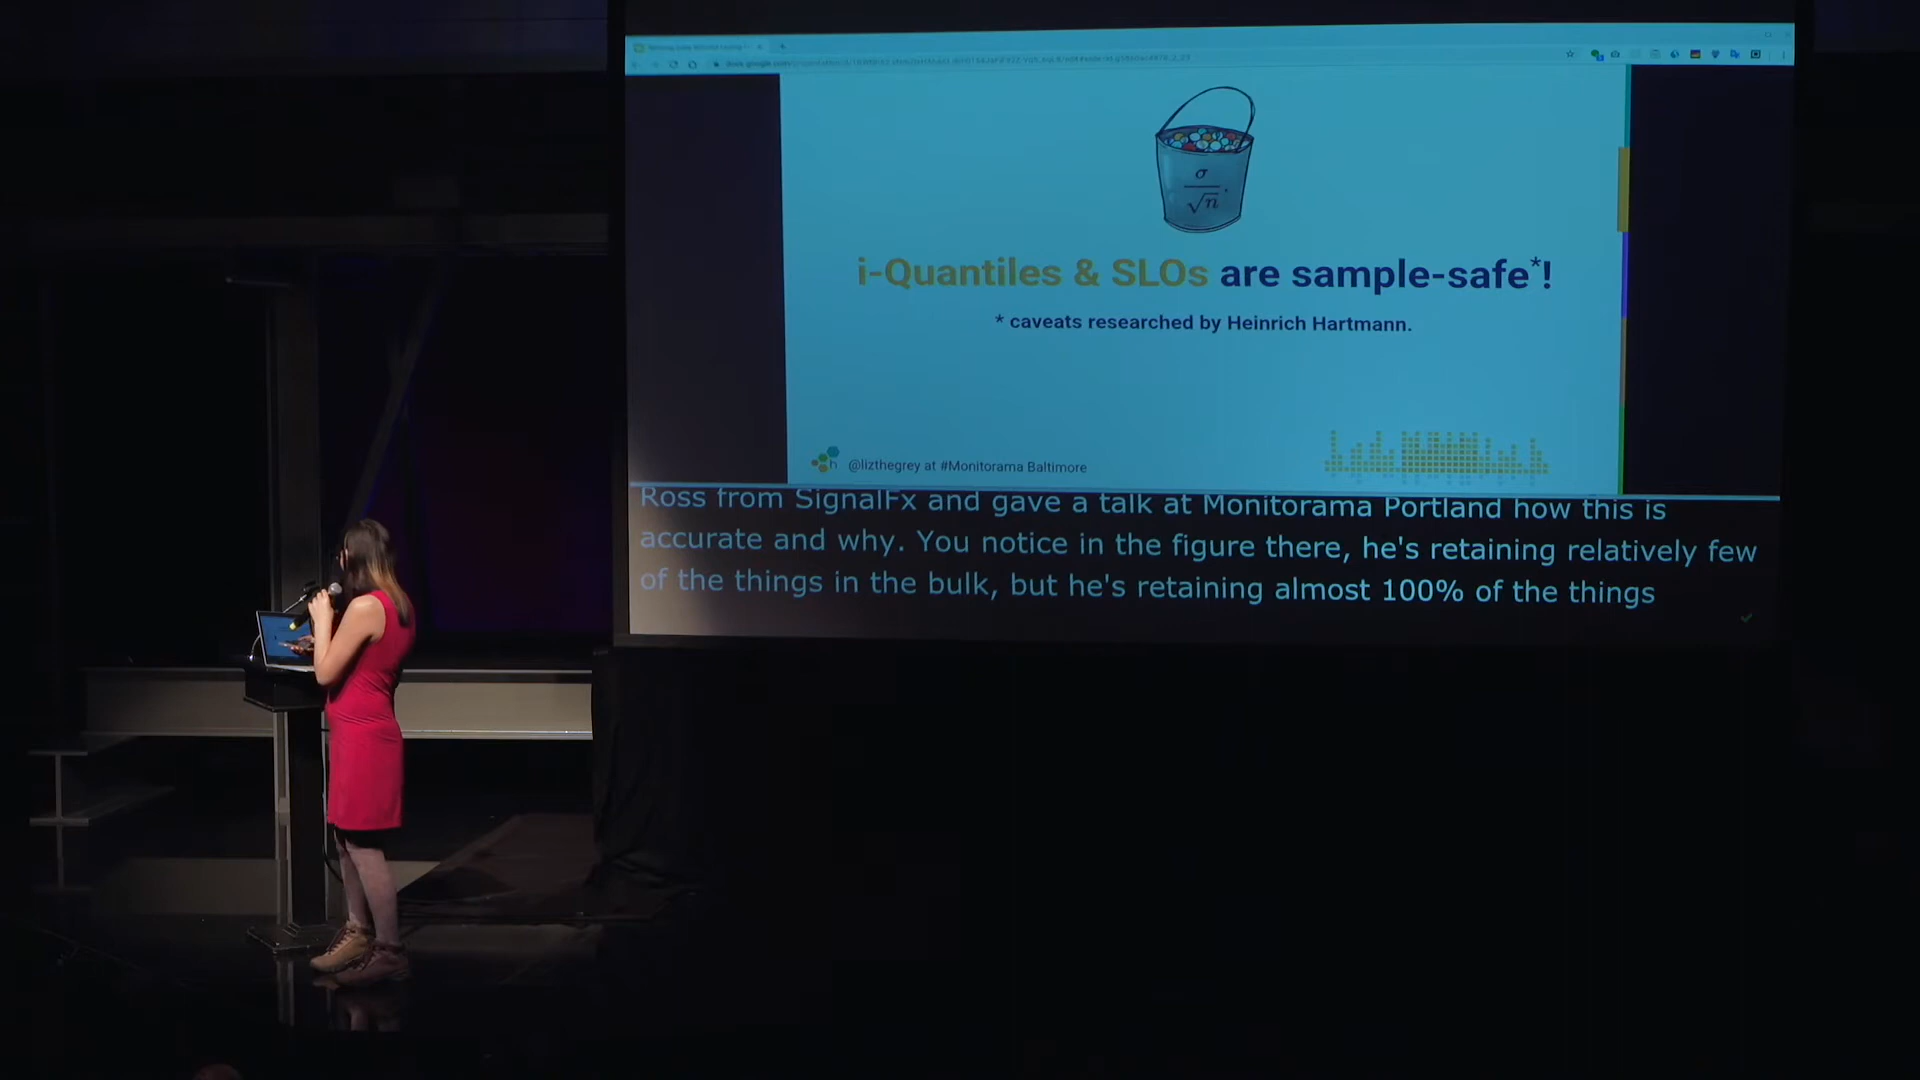 σ
√n
i-Quantiles & SLOs are sample-safe*!
* caveats researched by Heinrich Hartmann.
h
@lizthegrey at #Monitorama Baltimore
Ross from SignalFx and gave a talk at Monitorama Portland how this is
accurate and why. You notice in the figure there, he's retaining relatively few
of the things in the bulk, but he's retaining almost 100% of the things